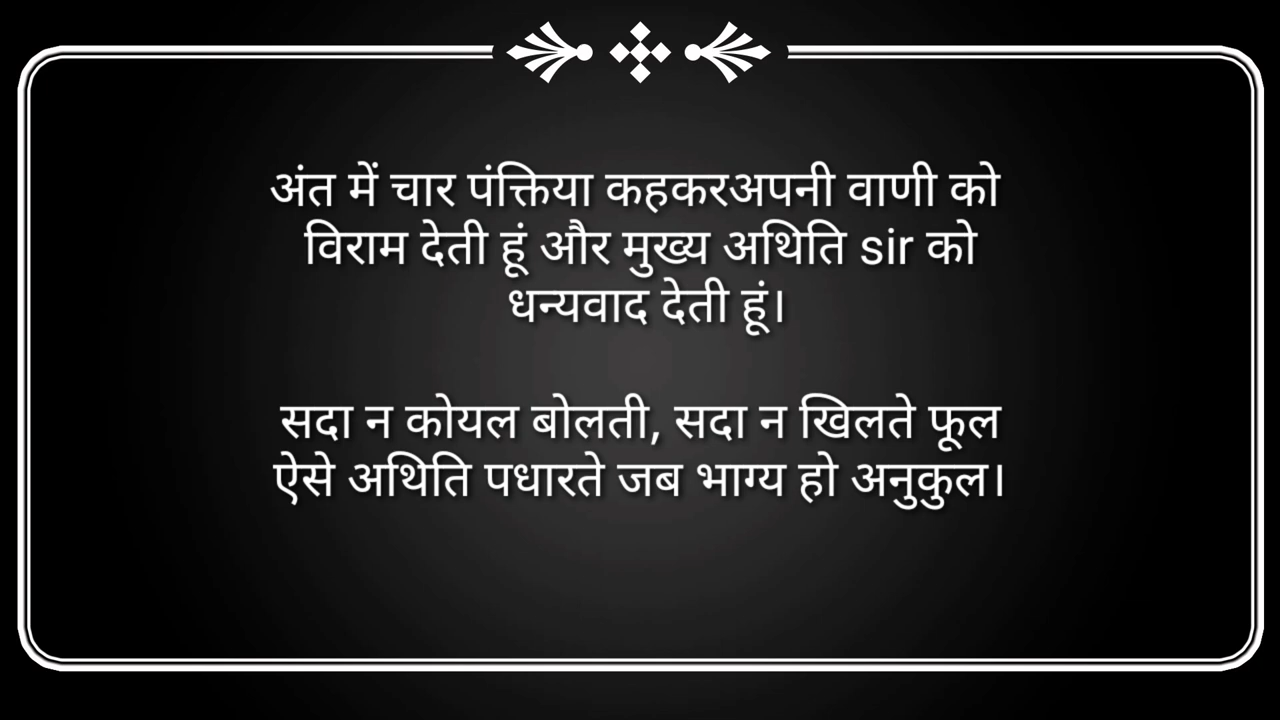 अंत में चार पंक्तिया कहकरअपनी वाणी को
विराम देती हूं और मुख्य अथिति sir को
धन्यवाद देती हूं।
सदा न कोयल बोलती, सदा न खिलते फूल
ऐसे अथिति पधारते जब भाग्य हो अनुकुल।